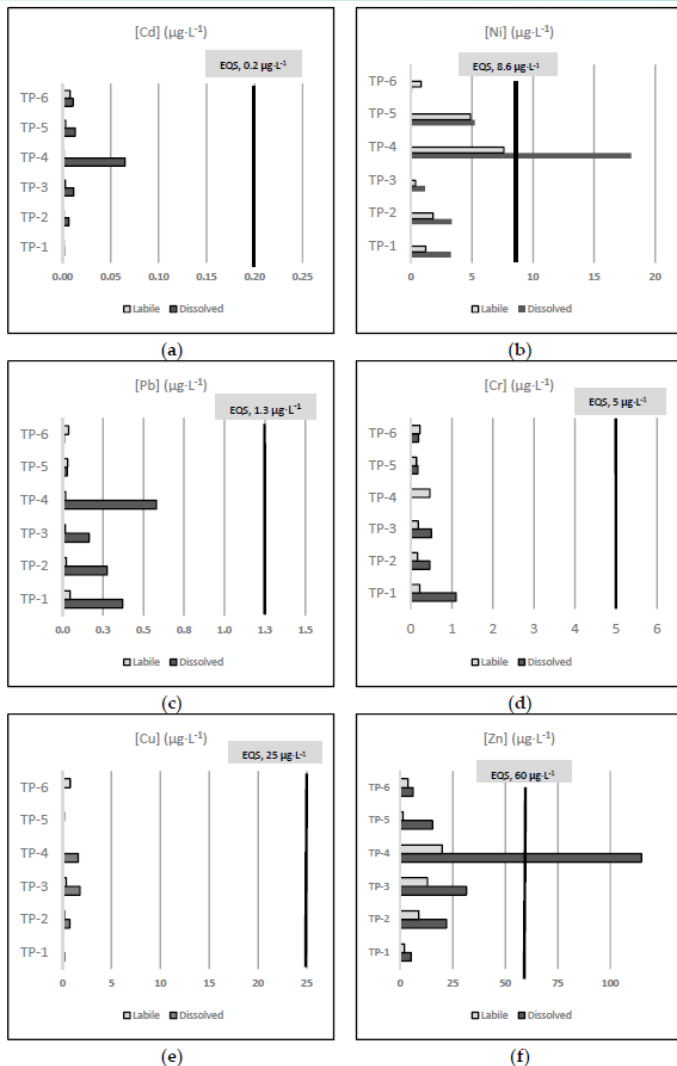 [Cd] (µg·L⁻¹)
EQS, 0.2 µg·L⁻¹
TP-6
TP-5
TP-4
TP-3
TP-2
TP-1
0.00 0.05 0.10 0.15 0.20 0.25
Labile Dissolved
(a)
[Ni] (µg·L⁻¹)
EQS, 8.6 µg·L⁻¹
TP-6
TP-5
TP-4
TP-3
TP-2
TP-1
0 5 10 15 20
Labile Dissolved
(b)
[Pb] (µg·L⁻¹)
EQS, 1.3 µg·L⁻¹
TP-6
TP-5
TP-4
TP-3
TP-2
TP-1
0.0 0.3 0.5 0.8 1.0 1.3 1.5
Labile Dissolved
(c)
[Cr] (µg·L⁻¹)
EQS, 5 µg·L⁻¹
TP-6
TP-5
TP-4
TP-3
TP-2
TP-1
0 1 2 3 4 5 6
Labile Dissolved
(d)
[Cu] (µg·L⁻¹)
EQS, 25 µg·L⁻¹
TP-6
TP-5
TP-4
TP-3
TP-2
TP-1
0 5 10 15 20 25
Labile Dissolved
(e)
[Zn] (µg·L⁻¹)
EQS, 60 µg·L⁻¹
TP-6
TP-5
TP-4
TP-3
TP-2
TP-1
0 25 50 75 100
Labile Dissolved
(f)